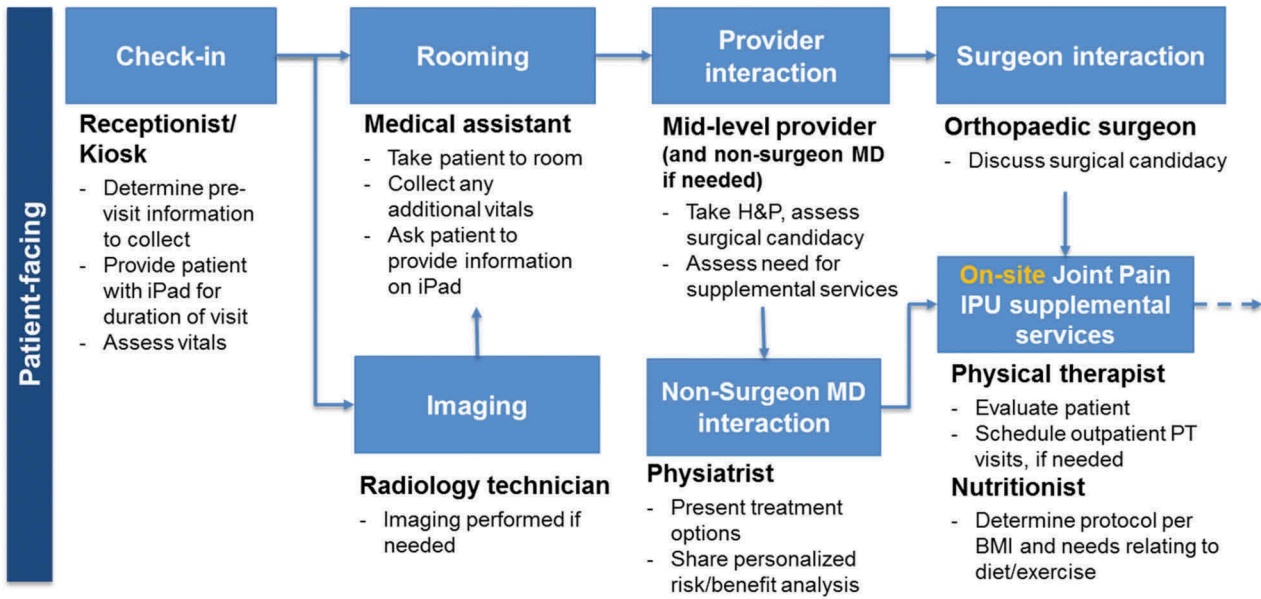 Patient-facing
Check-in
Receptionist/
Kiosk
- Determine pre-
visit information
to collect
- Provide patient
with iPad for
duration of visit
- Assess vitals
Rooming
Medical assistant
- Take patient to room
- Collect any
additional vitals
- Ask patient to
provide information
on iPad
Imaging
Radiology technician
- Imaging performed if
needed
Provider
interaction
Mid-level provider
(and non-surgeon MD
if needed)
- Take H&P, assess
surgical candidacy
- Assess need for
supplemental services
Non-Surgeon MD
interaction
Physiatrist
- Present treatment
options
- Share personalized
risk/benefit analysis
Surgeon interaction
Orthopaedic surgeon
- Discuss surgical candidacy
On-site Joint Pain
IPU supplemental
services
Physical therapist
- Evaluate patient
- Schedule outpatient PT
visits, if needed
Nutritionist
- Determine protocol per
BMI and needs relating to
diet/exercise